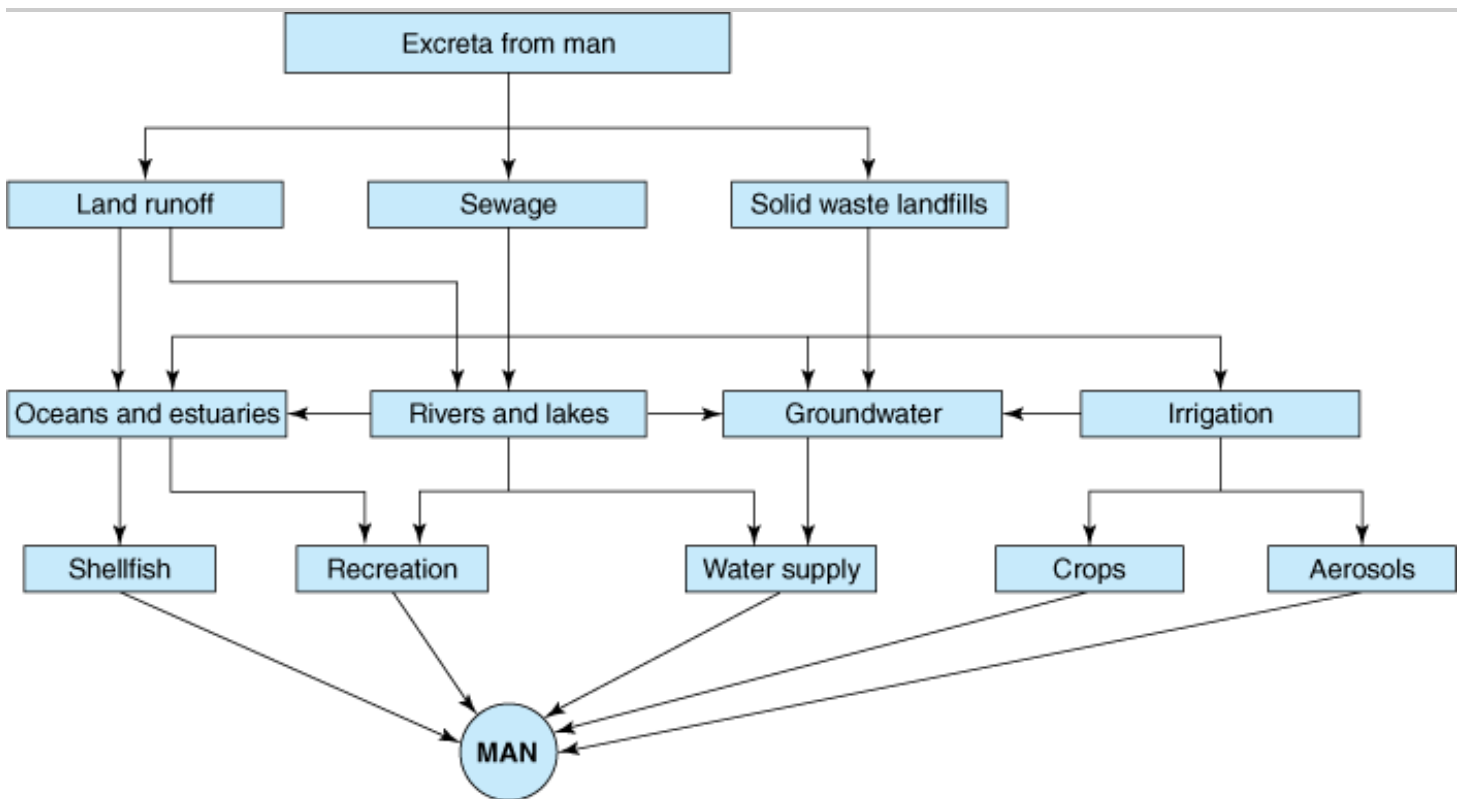 Excreta from man
Land runoff
Sewage
Solid waste landfills
Oceans and estuaries
Rivers and lakes
Groundwater
Irrigation
Shellfish
Recreation
Water supply
Crops
Aerosols
MAN